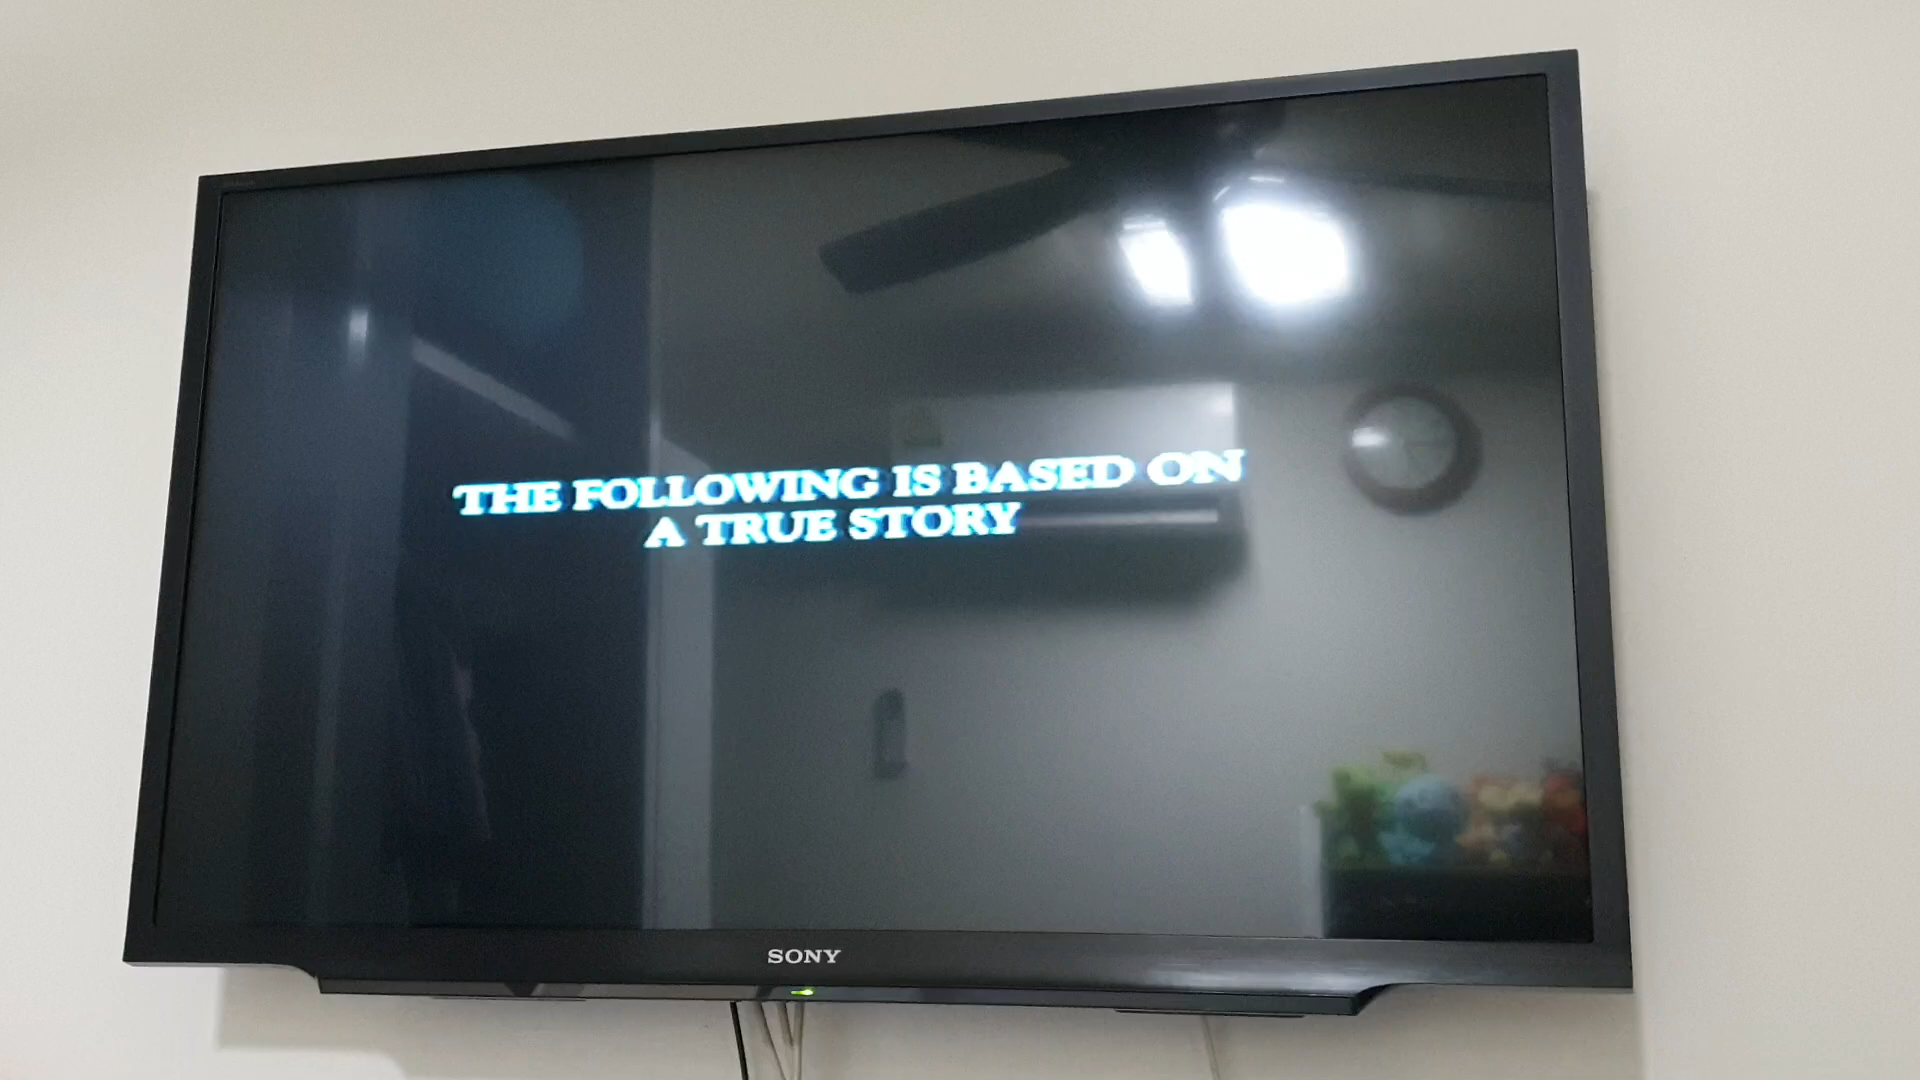 THE FOLLOWING IS BASED ON
A TRUE STORY
SONY